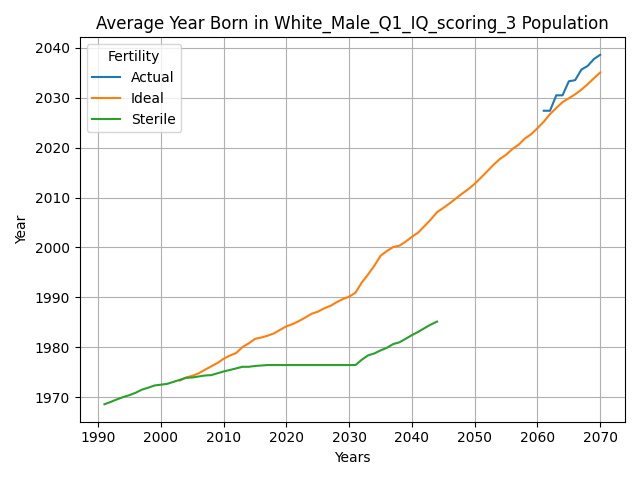 Average Year Born in White_Male_Q1_IQ_scoring_3 Population
Fertility
Actual
Ideal
Sterile
2040
2030
2020
2010
2000
1990
1980
1970
Year
1990
2000
2010
2020
2030
2040
2050
2060
2070
Years